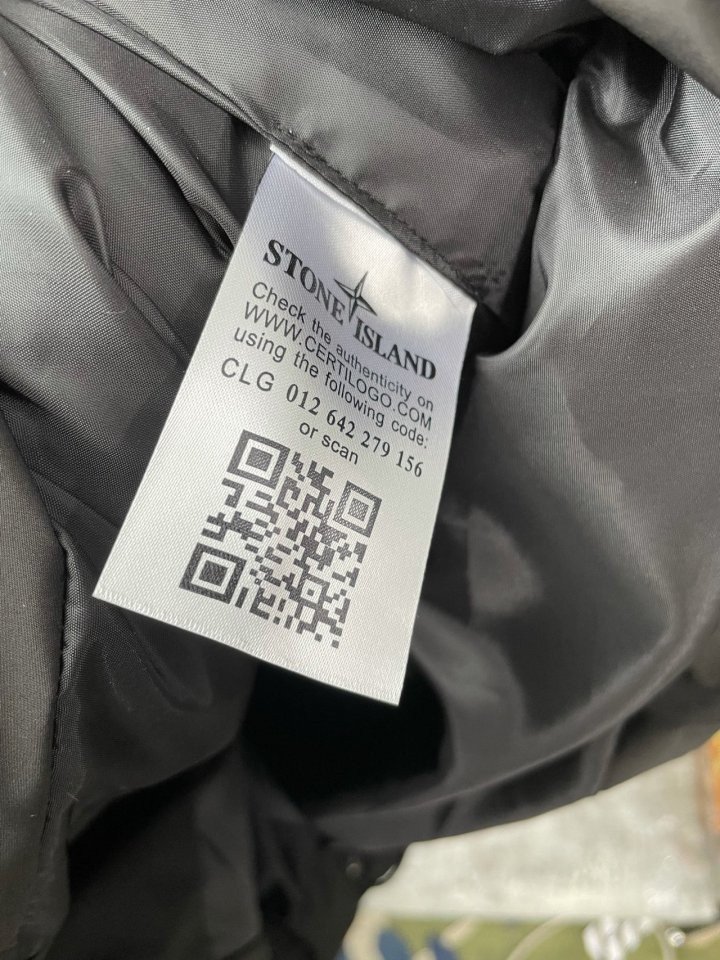 STONE ISLAND
Check the authenticity on
WWW.CERTILOGO.COM
using the following code:
CLG 012 642 279 156
or scan